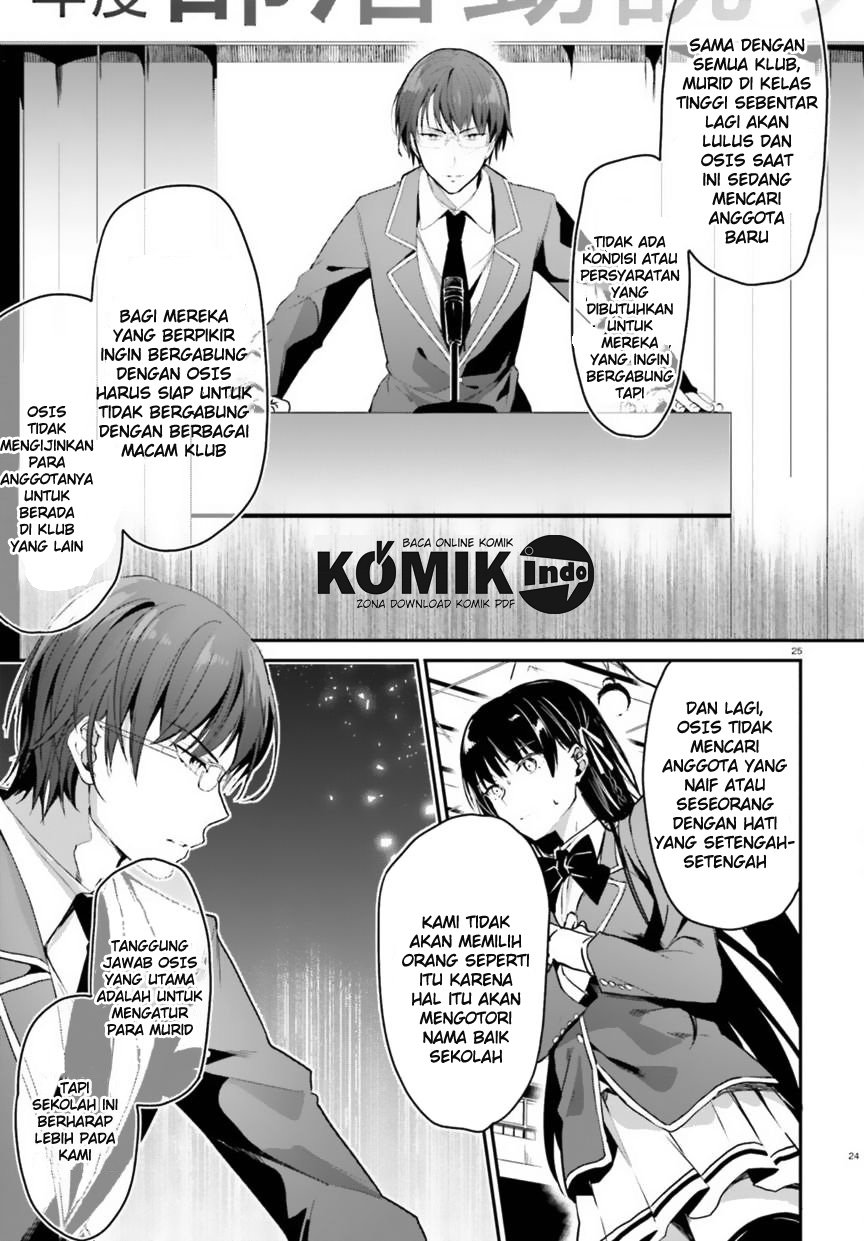 年度部活動説
SAMA DENGAN
SEMUA KLUB,
MURID DI KELAS
TINGGI SEBENTAR
LAGI AKAN
LULUS DAN
OSIS SAAT
INI SEDANG
MENCARI
ANGGOTA
BARU
TIDAK ADA
KONDISI ATAU
PERSYARATAN
YANG
DIBUTUHKAN
UNTUK
MEREKA
YANG INGIN
BERGABUNG
TAPI
BAGI MEREKA
YANG BERPIKIR
INGIN BERGABUNG
DENGAN OSIS
HARUS SIAP UNTUK
TIDAK BERGABUNG
DENGAN BERBAGAI
MACAM KLUB
OSIS
TIDAK
MENGIJINKAN
PARA
ANGGOTANYA
UNTUK
BERADA
DI KLUB
YANG LAIN
BACA ONLINE KOMIK
KOMIK Indo
ZONA DOWNLOAD KOMIK PDF
25
DAN LAGI,
OSIS TIDAK
MENCARI
ANGGOTA YANG
NAIF ATAU
SESEORANG
DENGAN HATI
YANG SETENGAH-
SETENGAH
KAMI TIDAK
AKAN MEMILIH
ORANG SEPERTI
ITU KARENA
HAL ITU AKAN
MENGOTORI
NAMA BAIK
SEKOLAH
TANGGUNG
JAWAB OSIS
YANG UTAMA
ADALAH UNTUK
MENGATUR
PARA MURID
TAPI
SEKOLAH INI
BERHARAP
LEBIH PADA
KAMI
24